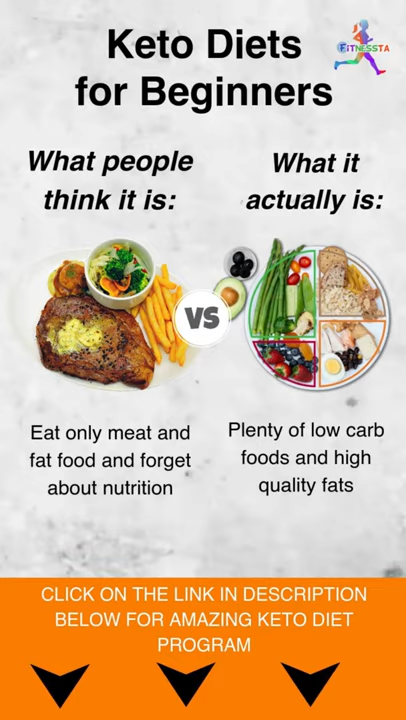 Keto Diets
for Beginners
FiTNESSTA
What people
think it is:
What it
actually is:
VS
Eat only meat and
fat food and forget
about nutrition
Plenty of low carb
foods and high
quality fats
CLICK ON THE LINK IN DESCRIPTION
BELOW FOR AMAZING KETO DIET
PROGRAM